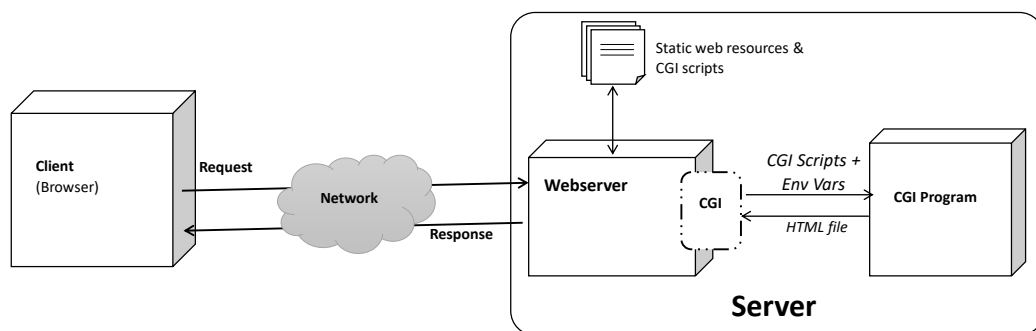 Static web resources &
CGI scripts
Client
(Browser)
Request
Network
Response
Webserver
CGI
CGI Scripts +
Env Vars
HTML file
CGI Program
Server